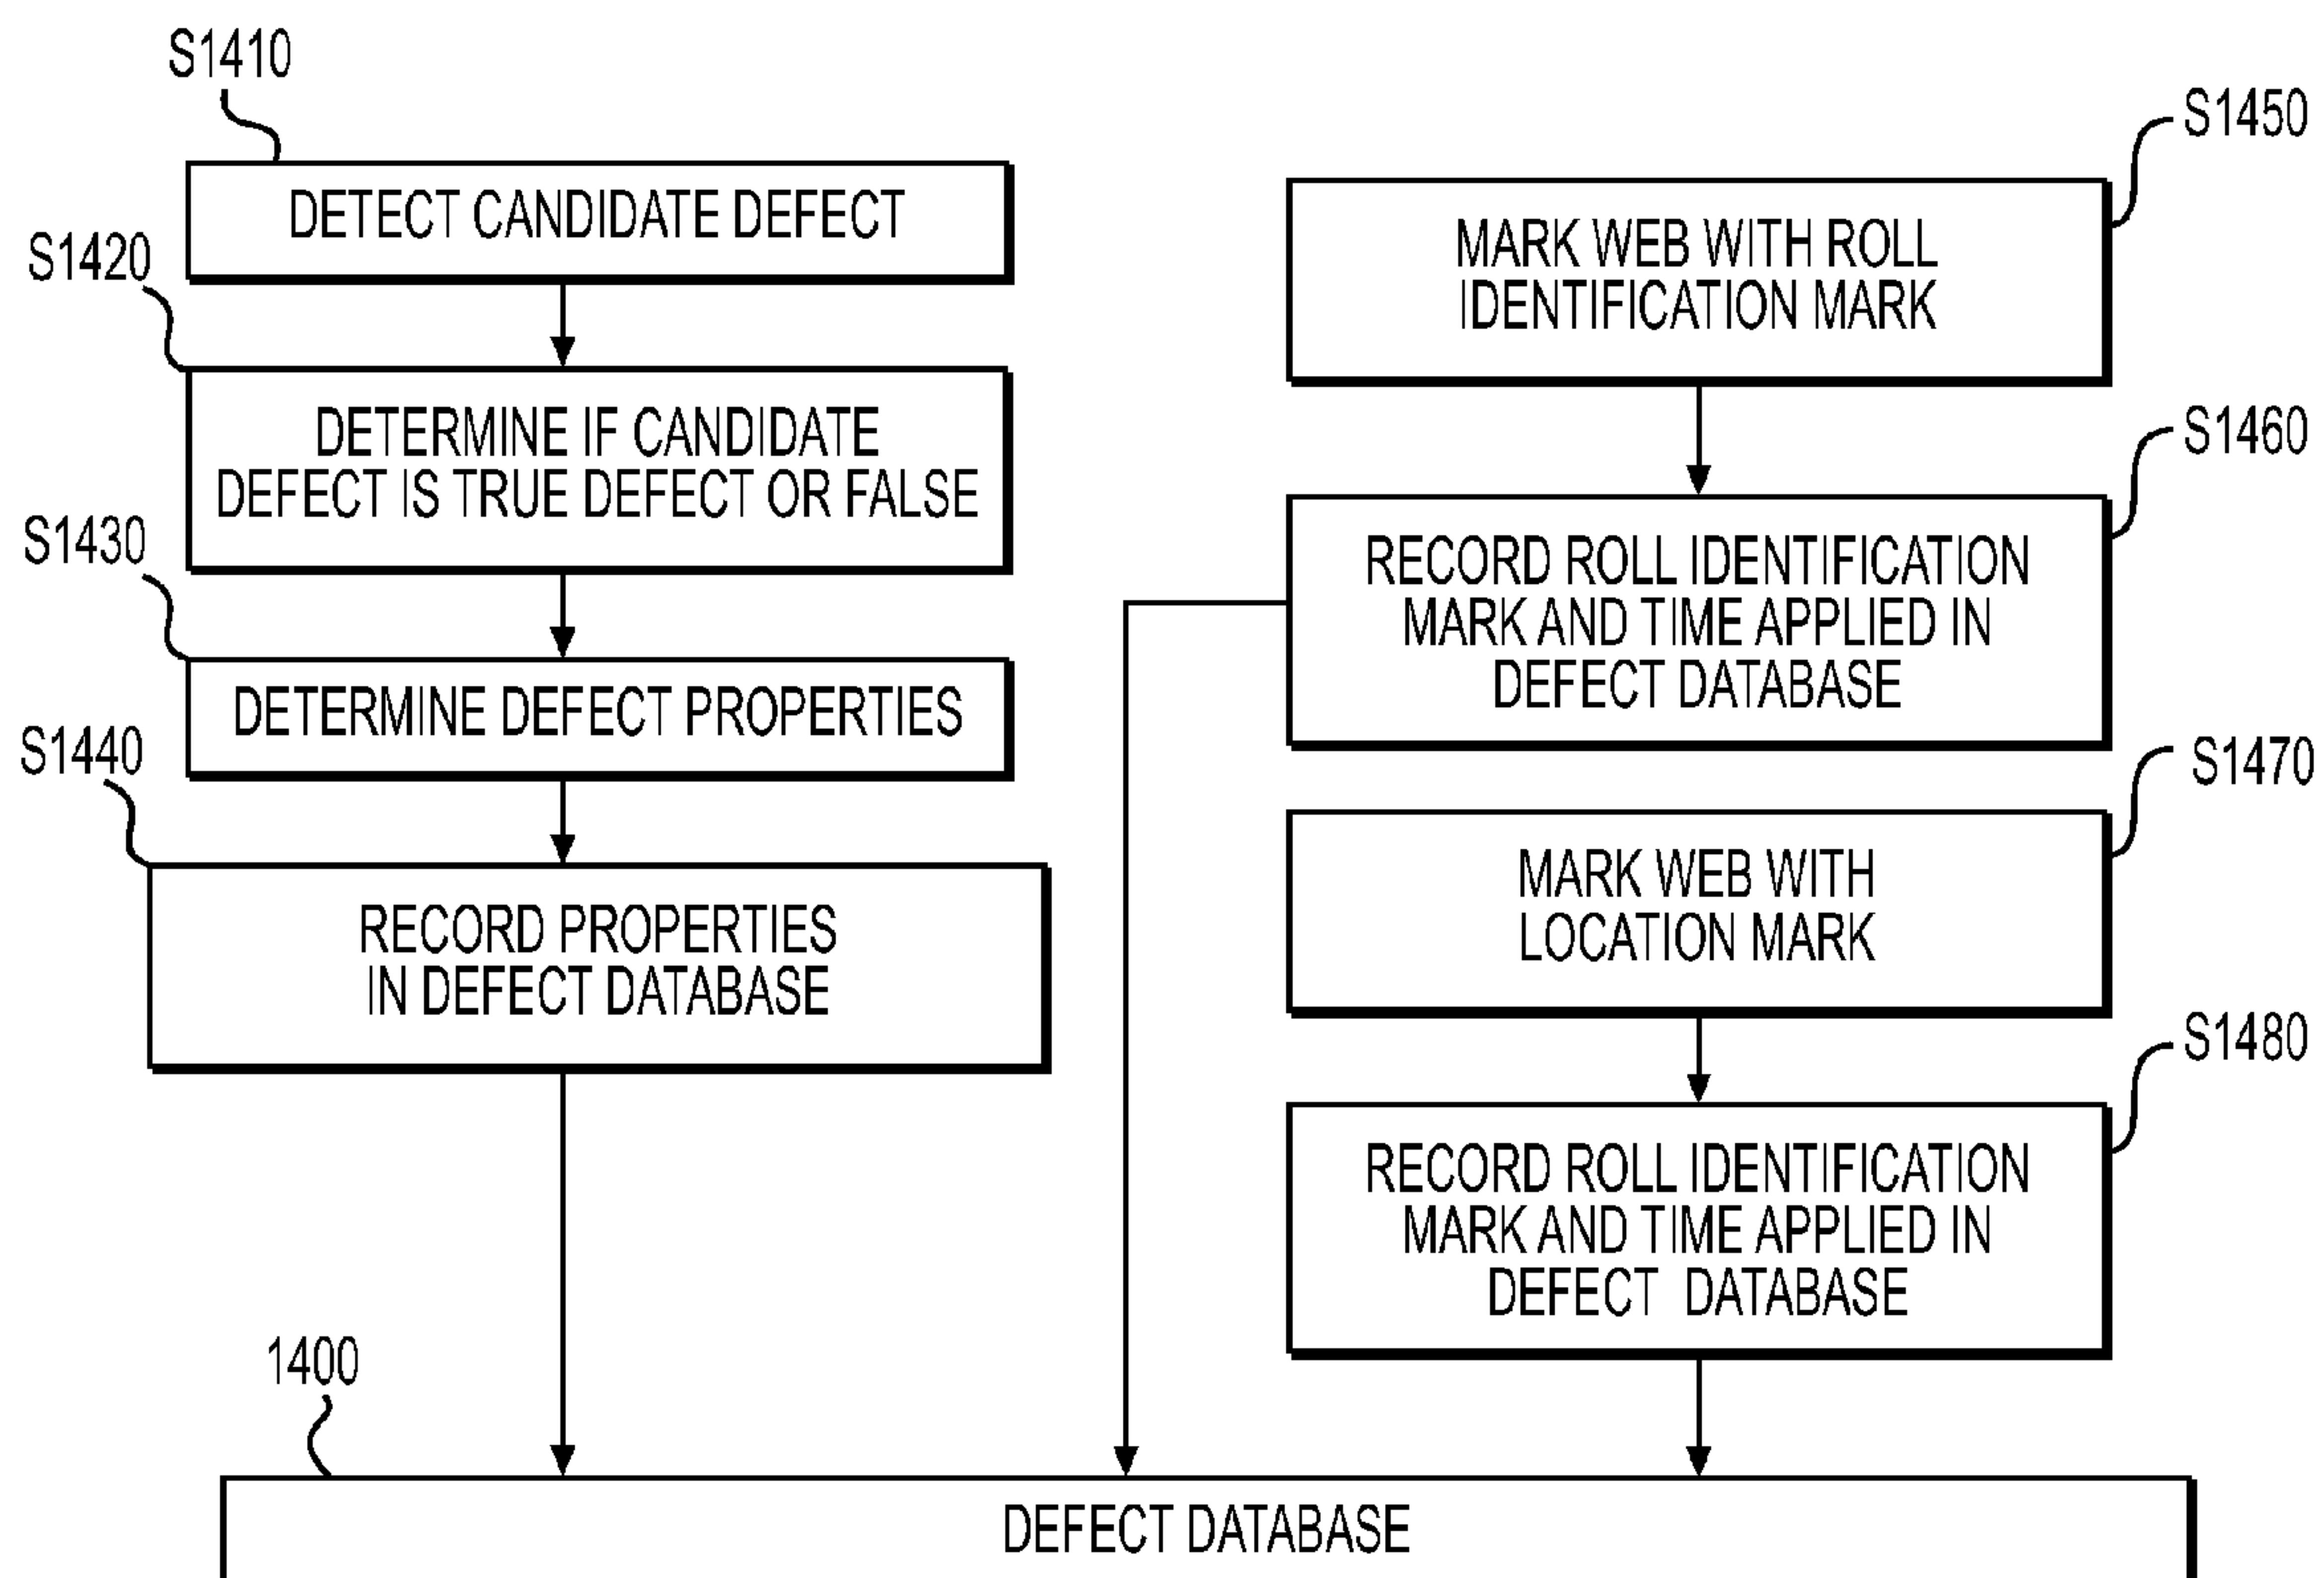 S1410
DETECT CANDIDATE DEFECT
S1420
DETERMINE IF CANDIDATE
DEFECT IS TRUE DEFECT OR FALSE
S1430
DETERMINE DEFECT PROPERTIES
S1440
RECORD PROPERTIES
IN DEFECT DATABASE
S1450
MARK WEB WITH ROLL
IDENTIFICATION MARK
S1460
RECORD ROLL IDENTIFICATION
MARK AND TIME APPLIED IN
DEFECT DATABASE
S1470
MARK WEB WITH
LOCATION MARK
S1480
RECORD ROLL IDENTIFICATION
MARK AND TIME APPLIED IN
DEFECT DATABASE
1400
DEFECT DATABASE